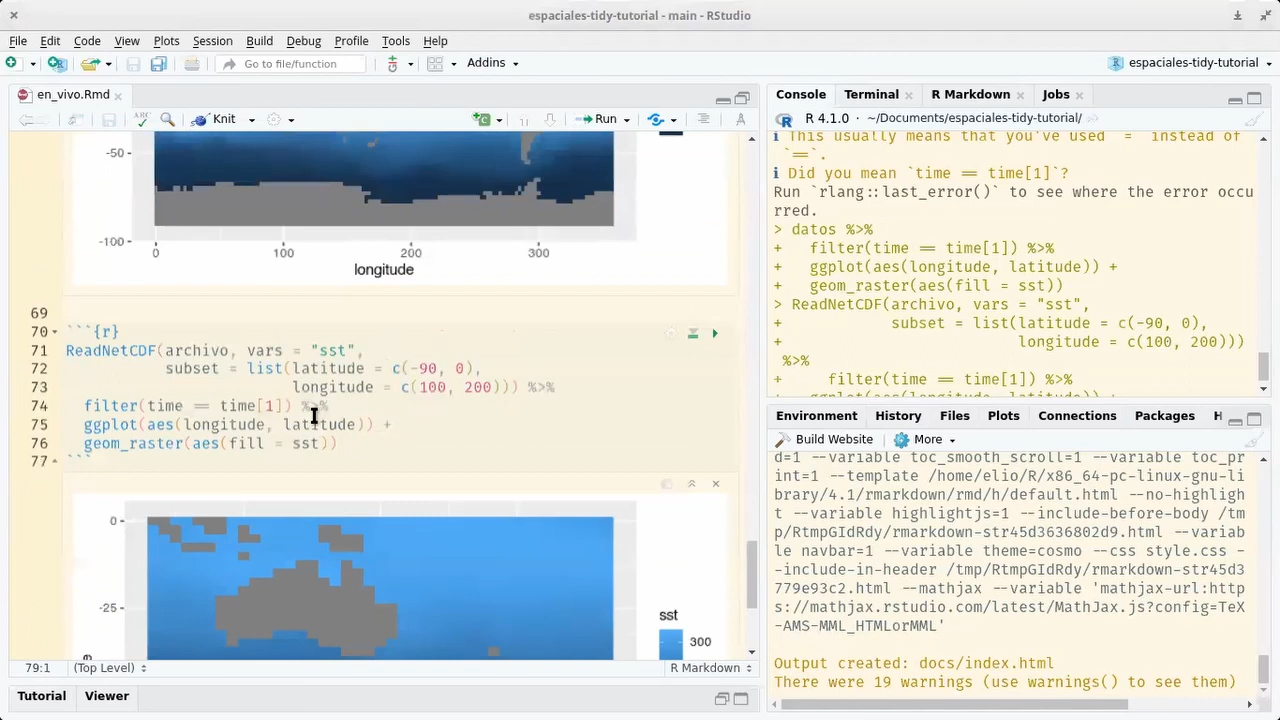 espaciales-tidy-tutorial - main - RStudio
File Edit Code View Plots Session Build Debug Profile Tools Help
Go to file/function
Addins
espaciales-tidy-tutorial
en_vivo.Rmd
ABC
Knit
Run
-50
-100
0 100 200 300
longitude
69
70 ```{r}
71 ReadNetCDF(archivo, vars = "sst",
72 subset = list(latitude = c(-90, 0),
73 longitude = c(100, 200))) %>%
74 filter(time == time[1]) %>%
75 ggplot(aes(longitude, latitude)) +
76 geom_raster(aes(fill = sst))
77 ```
0
-25
sst
300
79:1 (Top Level) R Markdown
Tutorial Viewer
Console Terminal R Markdown Jobs
R 4.1.0 · ~/Documents/espaciales-tidy-tutorial/
ℹ This usually means that you've used `=` instead of
`==`.
ℹ Did you mean `time == time[1]`?
Run `rlang::last_error()` to see where the error occu
rred.
> datos %>%
+ filter(time == time[1]) %>%
+ ggplot(aes(longitude, latitude)) +
+ geom_raster(aes(fill = sst))
> ReadNetCDF(archivo, vars = "sst",
+ subset = list(latitude = c(-90, 0),
+ longitude = c(100, 200)))
%>%
+ filter(time == time[1]) %>%
+ ggplot(aes(longitude, latitude)) +
Environment History Files Plots Connections Packages H
Build Website More
d=1 --variable toc_smooth_scroll=1 --variable toc_pr
int=1 --template /home/elio/R/x86_64-pc-linux-gnu-li
brary/4.1/rmarkdown/rmd/h/default.html --no-highligh
t --variable highlightjs=1 --include-before-body /tm
p/RtmpGIdRdy/rmarkdown-str45d3636802d9.html --variab
le navbar=1 --variable theme=cosmo --css style.css -
-include-in-header /tmp/RtmpGIdRdy/rmarkdown-str45d3
779e93c2.html --mathjax --variable 'mathjax-url:http
s://mathjax.rstudio.com/latest/MathJax.js?config=TeX
-AMS-MML_HTMLorMML'
Output created: docs/index.html
There were 19 warnings (use warnings() to see them)